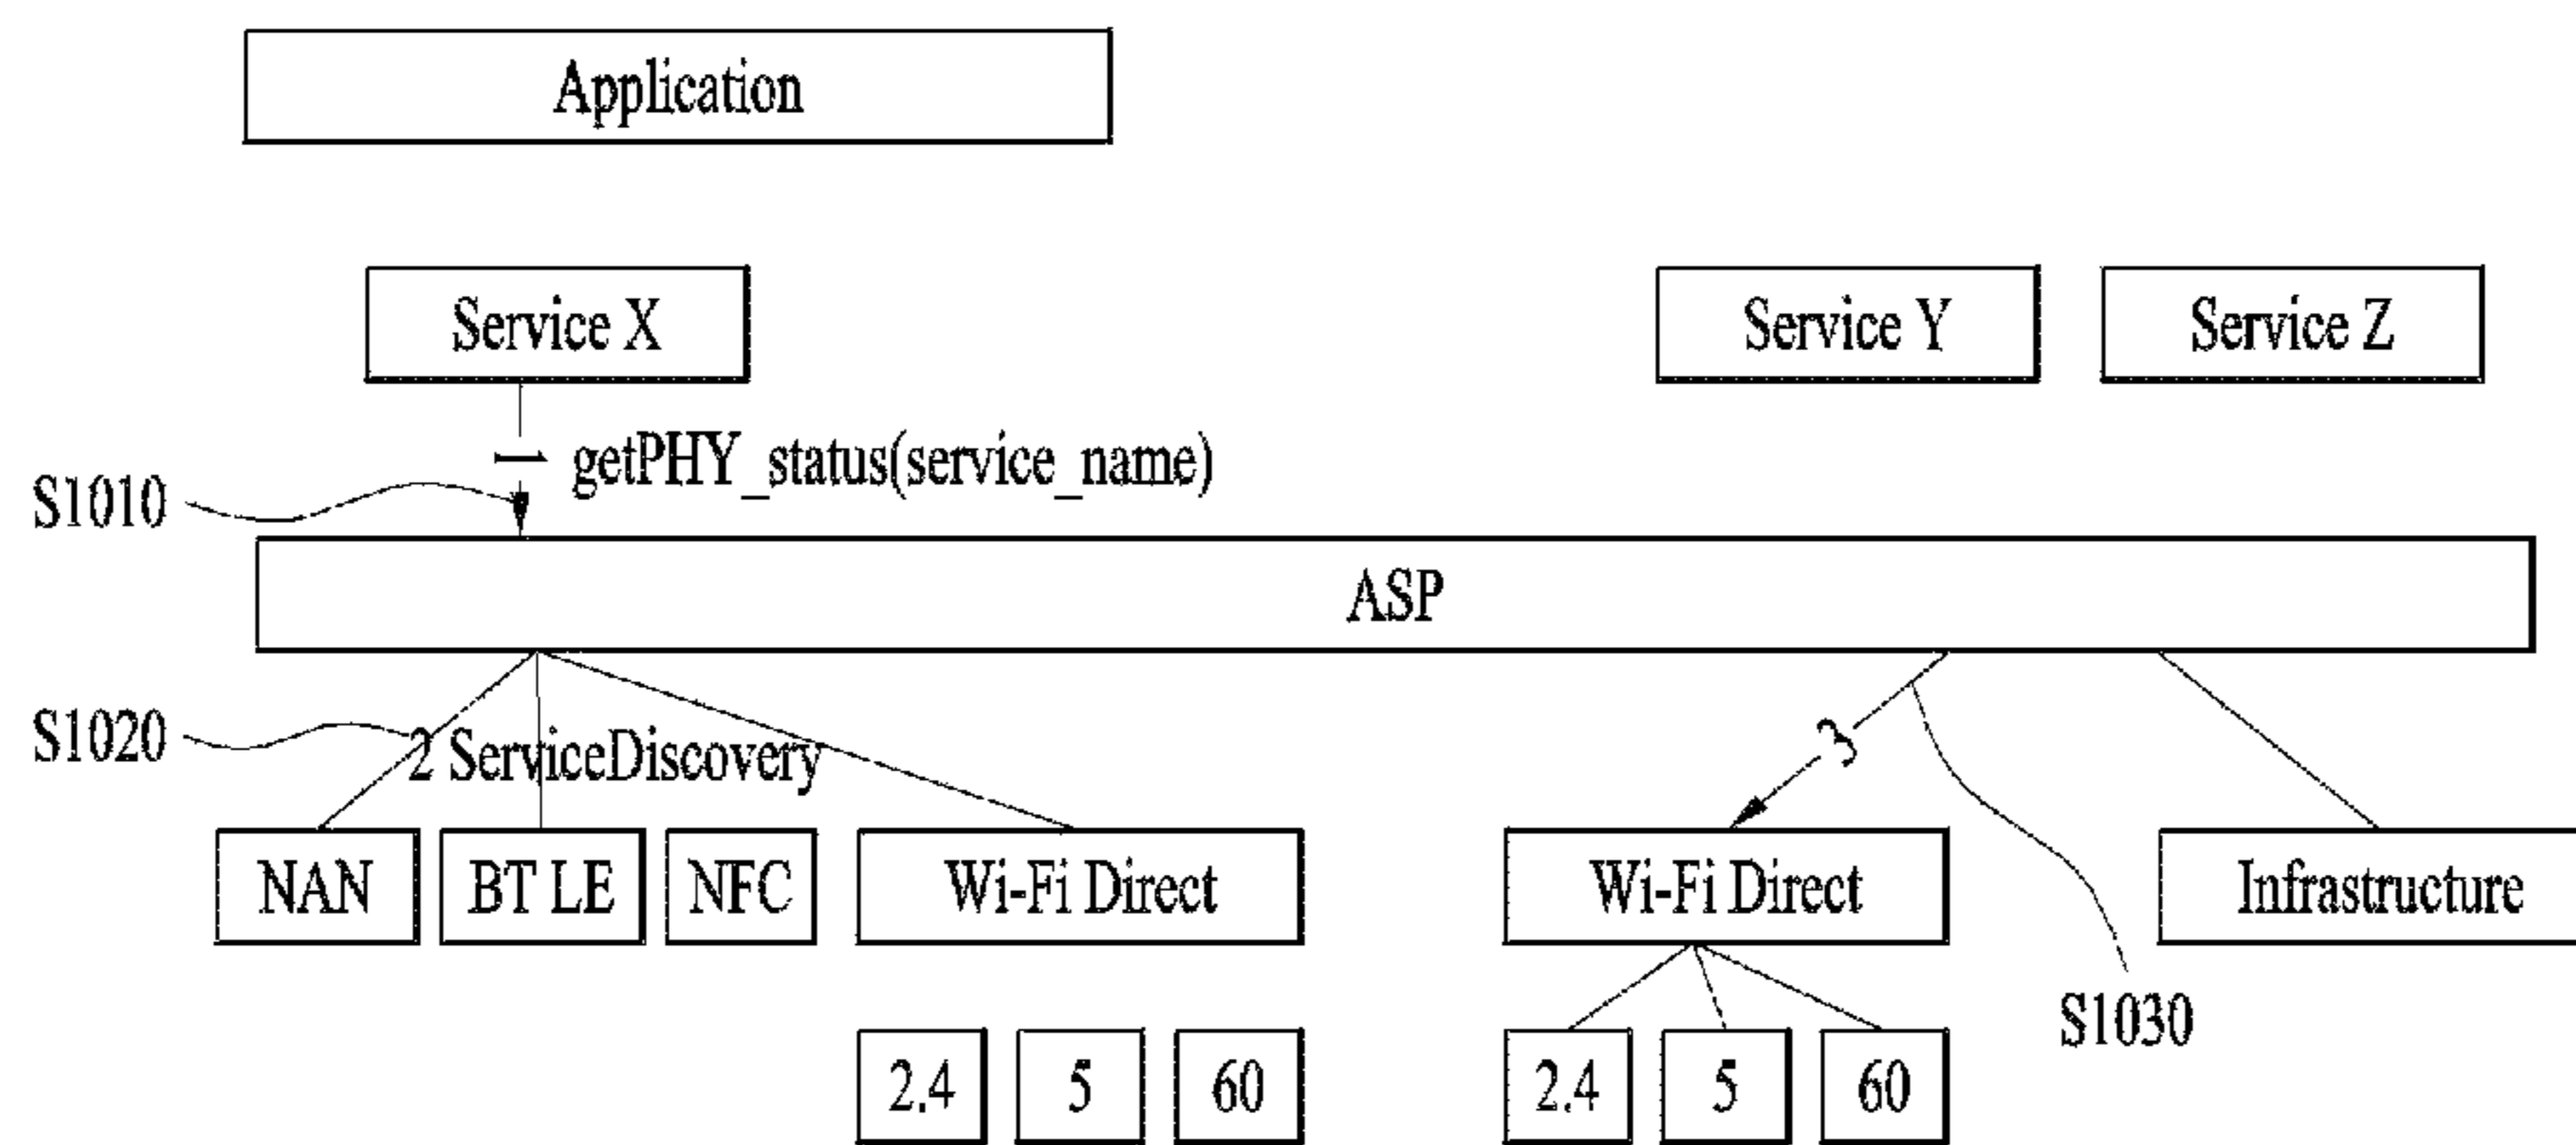 Application
Service X
Service Y
Service Z
1
getPHY_status(service_name)
S1010
ASP
S1020
2 ServiceDiscovery
3
NAN
BT LE
NFC
Wi-Fi Direct
Wi-Fi Direct
Infrastructure
S1030
2.4
5
60
2.4
5
60